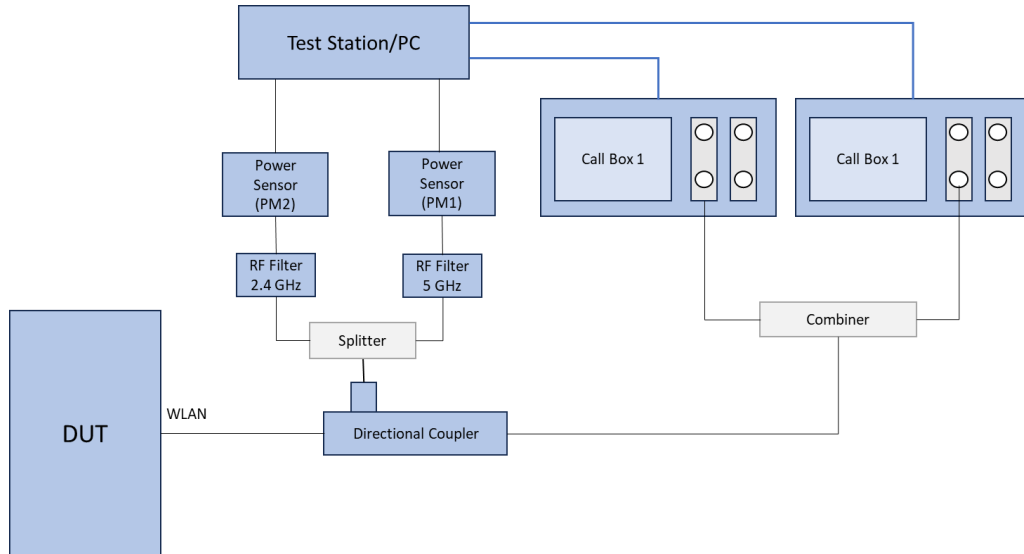 Test Station/PC
Power
Sensor
(PM2)
Power
Sensor
(PM1)
Call Box 1
Call Box 1
RF Filter
2.4 GHz
RF Filter
5 GHz
Splitter
Combiner
WLAN
DUT
Directional Coupler